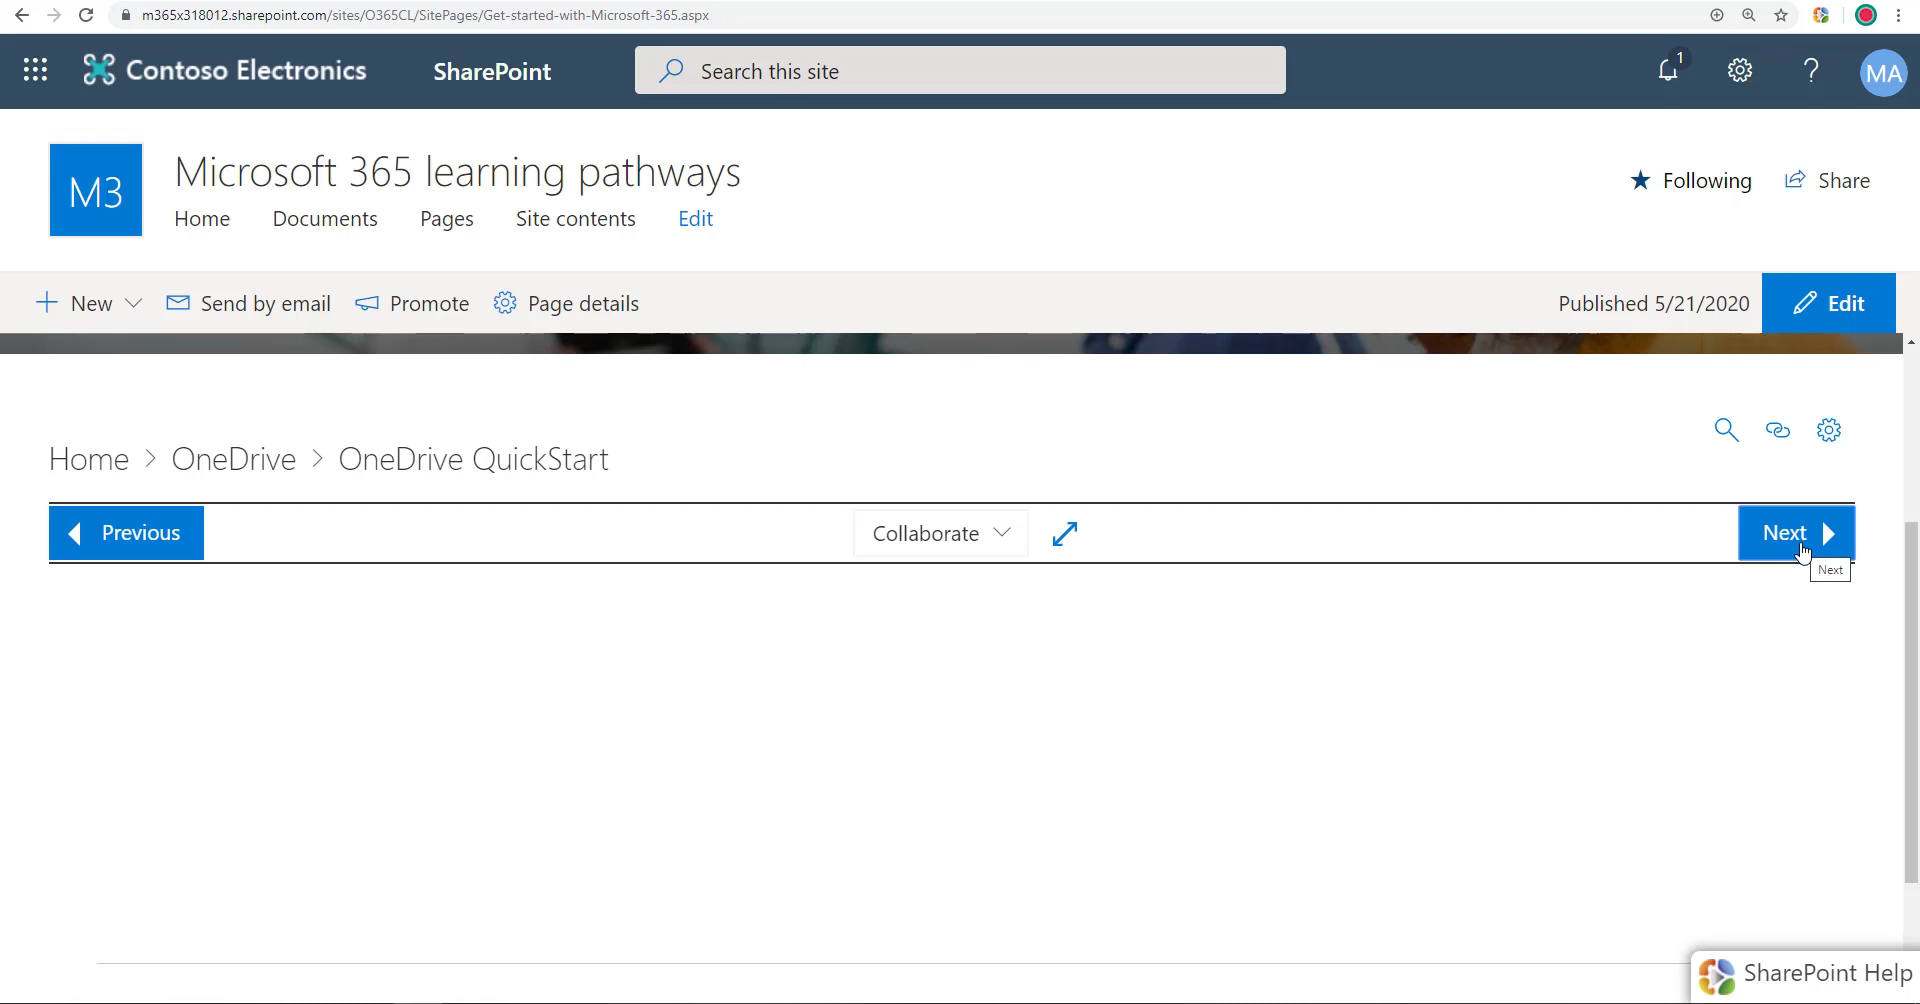 m365x318012.sharepoint.com/sites/O365CL/SitePages/Get-started-with-Microsoft-365.aspx
Contoso Electronics SharePoint Search this site 1 ? MA
M3 Microsoft 365 learning pathways
Following Share
Home Documents Pages Site contents Edit
New Send by email Promote Page details Published 5/21/2020 Edit
Home > OneDrive > OneDrive QuickStart
Previous Collaborate Next
Next
SharePoint Help